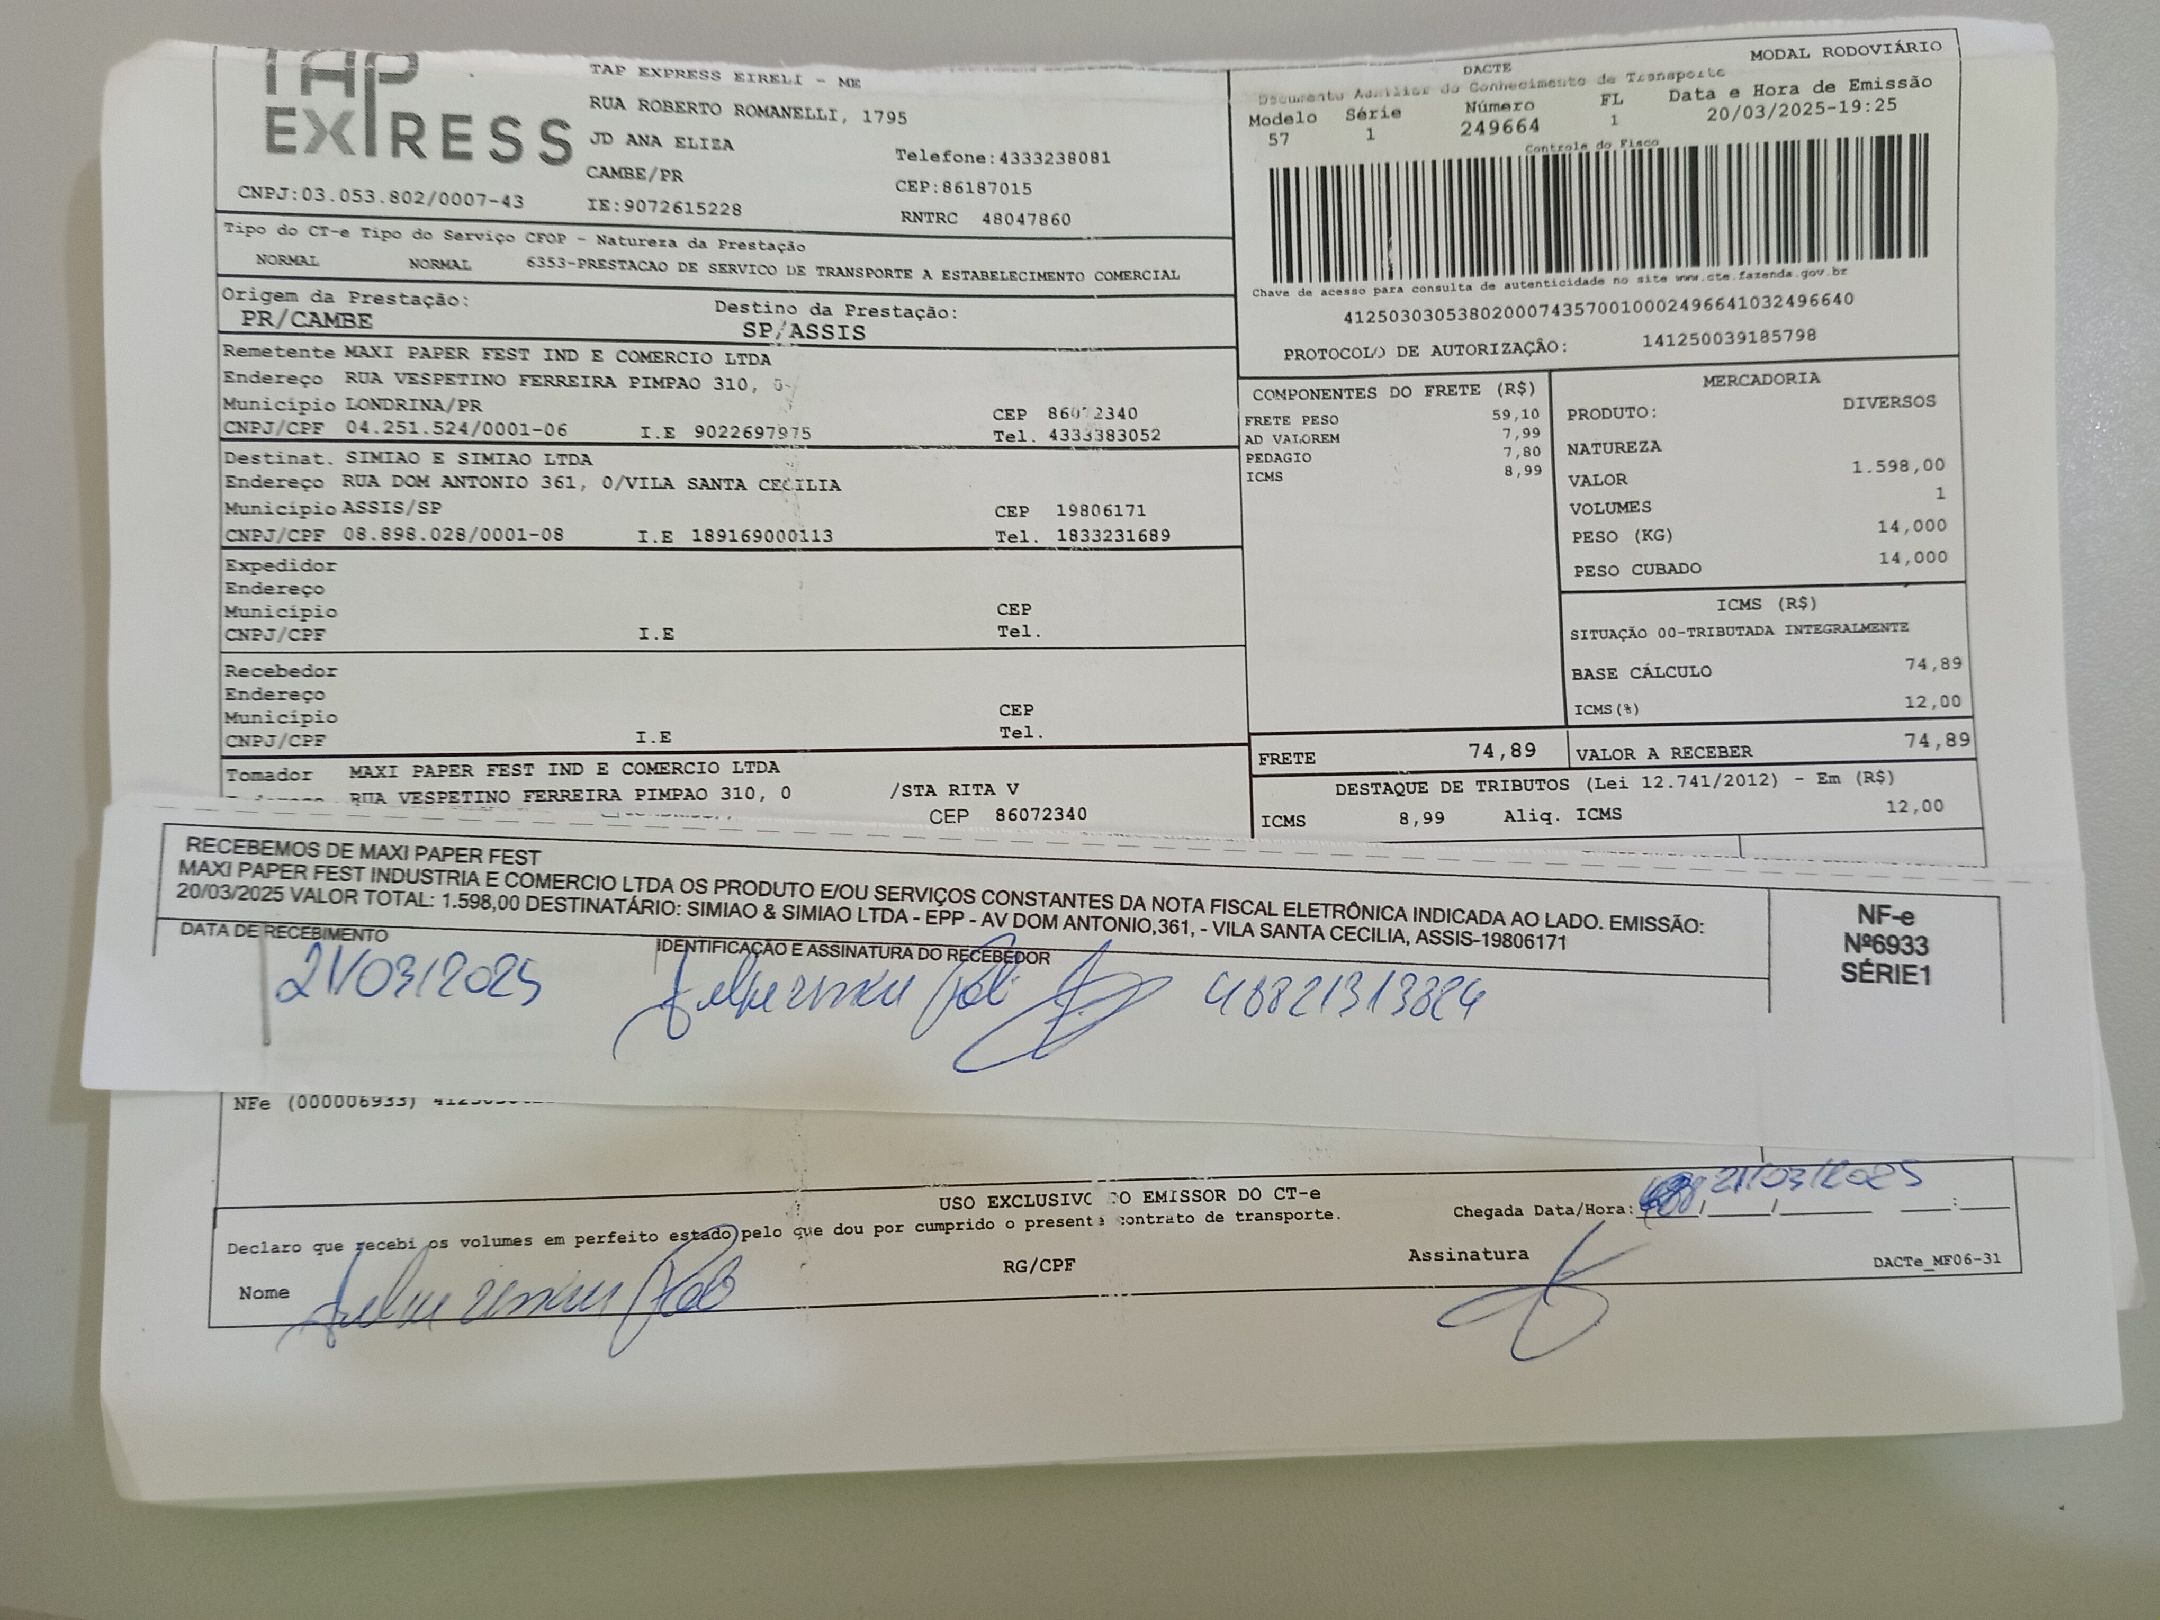 TAP
EXPRESS
CNPJ:03.053.802/0007-43
TAP EXPRESS EIRELI - ME
RUA ROBERTO ROMANELLI, 1795
JD ANA ELIZA
CAMBE/PR
IE:9072615228
Telefone:4333238081
CEP:86187015
RNTRC 48047860
DACTE
MODAL RODOVIÁRIO
Documento Auxiliar do Conhecimento de Transporte
Modelo Série Número FL Data e Hora de Emissão
57 1 249664 1 20/03/2025-19:25
Controle do Fisco
Chave de acesso para consulta de autenticidade no site www.cte.fazenda.gov.br
41250303053802000743570010002496641032496640
PROTOCOLO DE AUTORIZAÇÃO: 141250039185798
Tipo do CT-e Tipo do Serviço CFOP - Natureza da Prestação
NORMAL NORMAL 6353-PRESTACAO DE SERVICO DE TRANSPORTE A ESTABELECIMENTO COMERCIAL
Origem da Prestação: Destino da Prestação:
PR/CAMBE SP/ASSIS
Remetente MAXI PAPER FEST IND E COMERCIO LTDA
Endereço RUA VESPETINO FERREIRA PIMPAO 310,
Município LONDRINA/PR CEP 86072340
CNPJ/CPF 04.251.524/0001-06 I.E 9022697975 Tel. 4333383052
Destinat. SIMIAO E SIMIAO LTDA
Endereço RUA DOM ANTONIO 361, 0/VILA SANTA CECILIA
Município ASSIS/SP CEP 19806171
CNPJ/CPF 08.898.028/0001-08 I.E 189169000113 Tel. 1833231689
Expedidor
Endereço
Município CEP
CNPJ/CPF I.E Tel.
Recebedor
Endereço
Município CEP
CNPJ/CPF I.E Tel.
Tomador MAXI PAPER FEST IND E COMERCIO LTDA
RUA VESPETINO FERREIRA PIMPAO 310, 0 /STA RITA V
CEP 86072340
COMPONENTES DO FRETE (R$)
FRETE PESO 59,10
AD VALOREM 7,99
PEDAGIO 7,80
ICMS 8,99
MERCADORIA
PRODUTO: DIVERSOS
NATUREZA
VALOR 1.598,00
VOLUMES 1
PESO (KG) 14,000
PESO CUBADO 14,000
ICMS (R$)
SITUAÇÃO 00-TRIBUTADA INTEGRALMENTE
BASE CÁLCULO 74,89
ICMS(%) 12,00
FRETE 74,89 VALOR A RECEBER 74,89
DESTAQUE DE TRIBUTOS (Lei 12.741/2012) - Em (R$)
ICMS 8,99 Aliq. ICMS 12,00
RECEBEMOS DE MAXI PAPER FEST
MAXI PAPER FEST INDUSTRIA E COMERCIO LTDA OS PRODUTO E/OU SERVIÇOS CONSTANTES DA NOTA FISCAL ELETRÔNICA INDICADA AO LADO. EMISSÃO:
20/03/2025 VALOR TOTAL: 1.598,00 DESTINATÁRIO: SIMIAO & SIMIAO LTDA - EPP - AV DOM ANTONIO,361, - VILA SANTA CECILIA, ASSIS-19806171
DATA DE RECEBIMENTO IDENTIFICAÇÃO E ASSINATURA DO RECEBEDOR
21/03/2025
NF-e
Nº6933
SÉRIE1
NFe (000006933)
USO EXCLUSIVO DO EMISSOR DO CT-e
Declaro que recebi os volumes em perfeito estado pelo que dou por cumprido o presente contrato de transporte.
Chegada Data/Hora: 21/03/2025
Nome RG/CPF Assinatura
DACTe_MF06-31